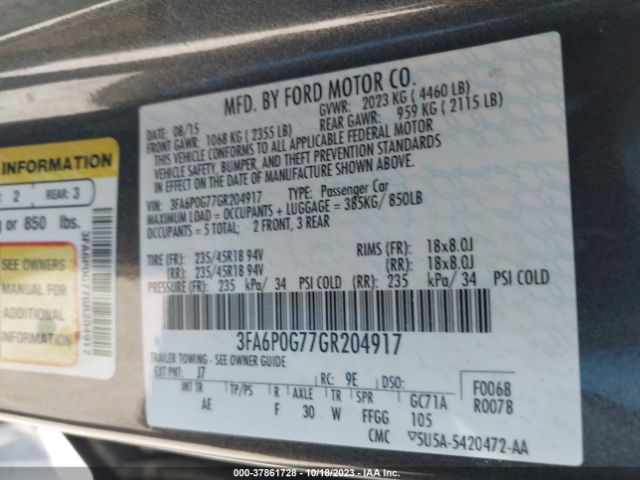 MFD. BY FORD MOTOR CO.
DATE: 08/15 GVWR: 2023 KG ( 4460 LB)
FRONT GAWR: 1068 KG ( 2355 LB) REAR GAWR: 959 KG ( 2115 LB)
THIS VEHICLE CONFORMS TO ALL APPLICABLE FEDERAL MOTOR
VEHICLE SAFETY, BUMPER, AND THEFT PREVENTION STANDARDS
IN EFFECT ON THE DATE OF MANUFACTURE SHOWN ABOVE.
VIN: 3FA6P0G77GR204917 TYPE: Passenger Car
MAXIMUM LOAD = OCCUPANTS + LUGGAGE = 385KG/ 850LB
OCCUPANTS = 5 TOTAL; 2 FRONT, 3 REAR
TIRE (FR): 235/45R18 94V RIMS (FR): 18x8.0J
(RR): 235/45R18 94V (RR): 18x8.0J
PRESSURE (FR): 235 kPa/ 34 PSI COLD (RR): 235 kPa/ 34 PSI COLD
3FA6P0G77GR204917
TRAILER TOWING - SEE OWNER GUIDE
EXT PNT: J7 RC: 9E DSO: F0068
INT TR TP/PS R AXLE TR SPR GC71A R0078
AE F 30 W FFGG 105
CMC 5U5A-5420472-AA
INFORMATION
: 2 REAR: 3
g or 850 lbs.
SEE OWNERS
MANUAL FOR
ADDITIONAL
INFORMATION
3FA6P0G77GR204917
000-37861728 - 10/18/2023 - IAA Inc.